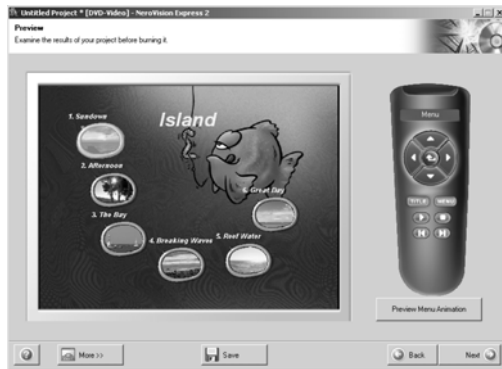 Untitled Project * [DVD-Video] - NeroVision Express 2
Preview
Examine the results of your project before burning it.
Island
1. Sundown
2. Afternoon
3. The Bay
4. Breaking Waves
5. Reef Water
6. Great Day
Menu
TITLE MENU
Preview Menu Animation
? More >> Save Back Next